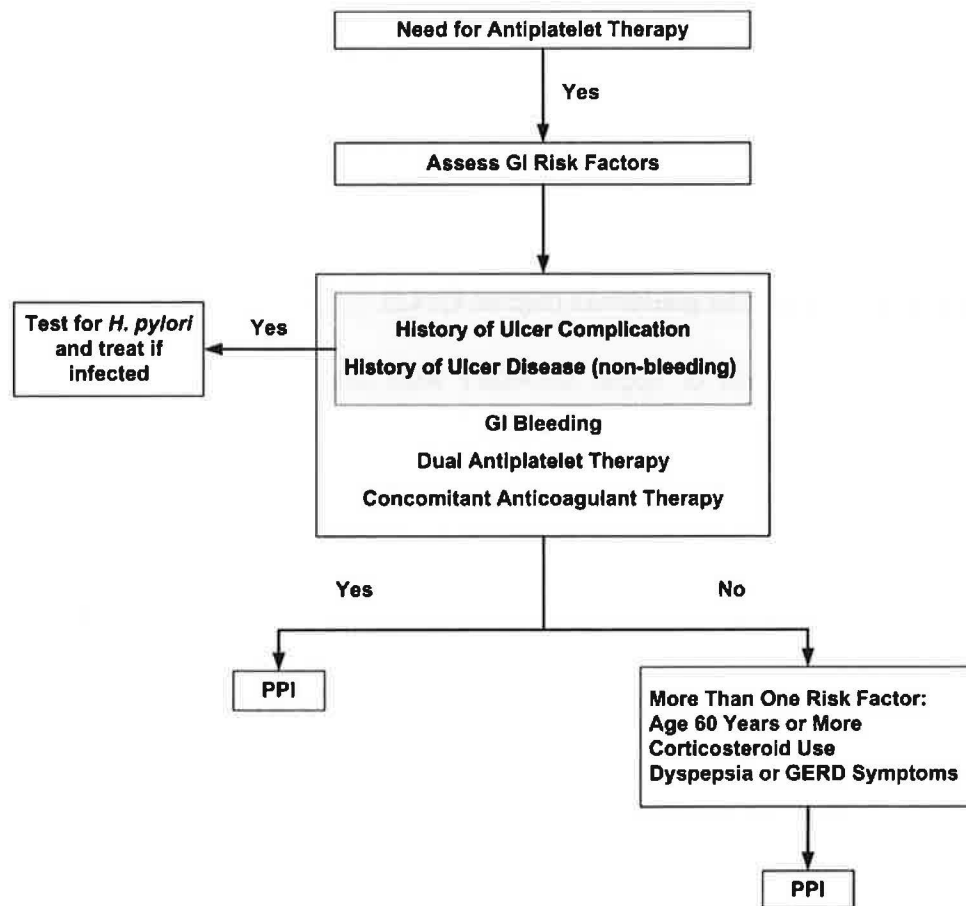 Need for Antiplatelet Therapy
Yes
Assess GI Risk Factors
History of Ulcer Complication
History of Ulcer Disease (non-bleeding)
GI Bleeding
Dual Antiplatelet Therapy
Concomitant Anticoagulant Therapy
Yes
Test for H. pylori
and treat if
infected
Yes
No
PPI
More Than One Risk Factor:
Age 60 Years or More
Corticosteroid Use
Dyspepsia or GERD Symptoms
PPI